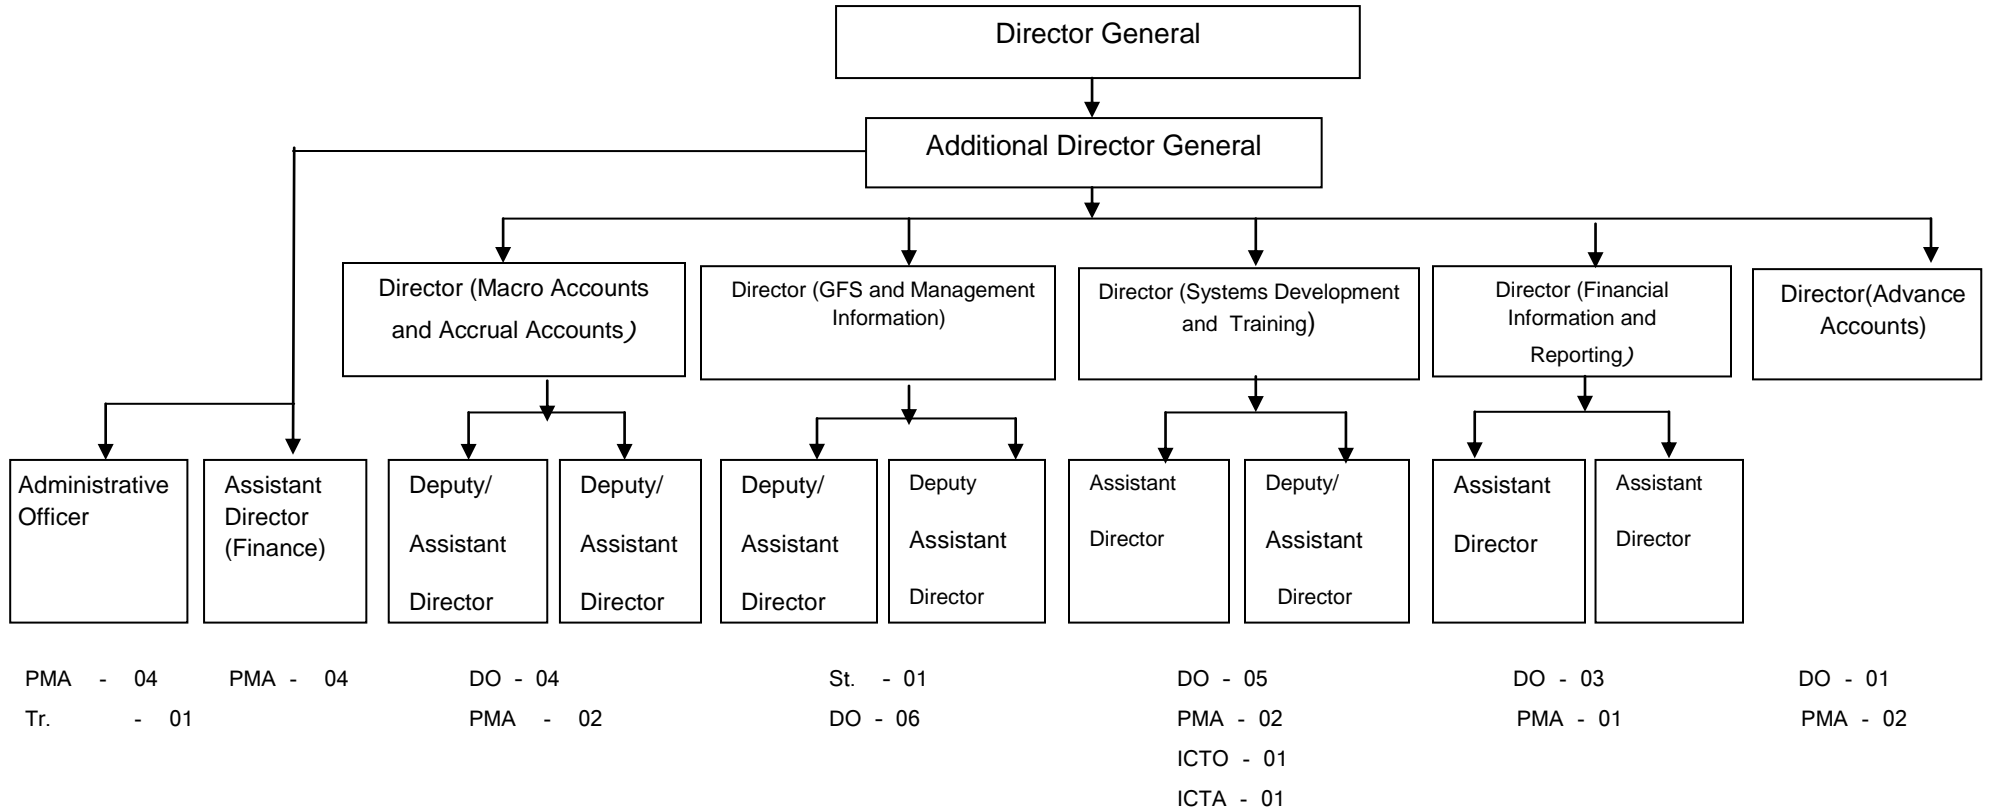 Director General
Additional Director General
Director (Macro Accounts
and Accrual Accounts)
Director (GFS and Management
Information)
Director (Systems Development
and Training)
Director (Financial
Information and
Reporting)
Director(Advance
Accounts)
Administrative
Officer
Assistant
Director
(Finance)
Deputy/
Assistant
Director
Deputy/
Assistant
Director
Deputy/
Assistant
Director
Deputy
Assistant
Director
Assistant
Director
Deputy/
Assistant
Director
Assistant
Director
Assistant
Director
PMA - 04
Tr. - 01
PMA - 04
DO - 04
PMA - 02
St. - 01
DO - 06
DO - 05
PMA - 02
ICTO - 01
ICTA - 01
DO - 03
PMA - 01
DO - 01
PMA - 02